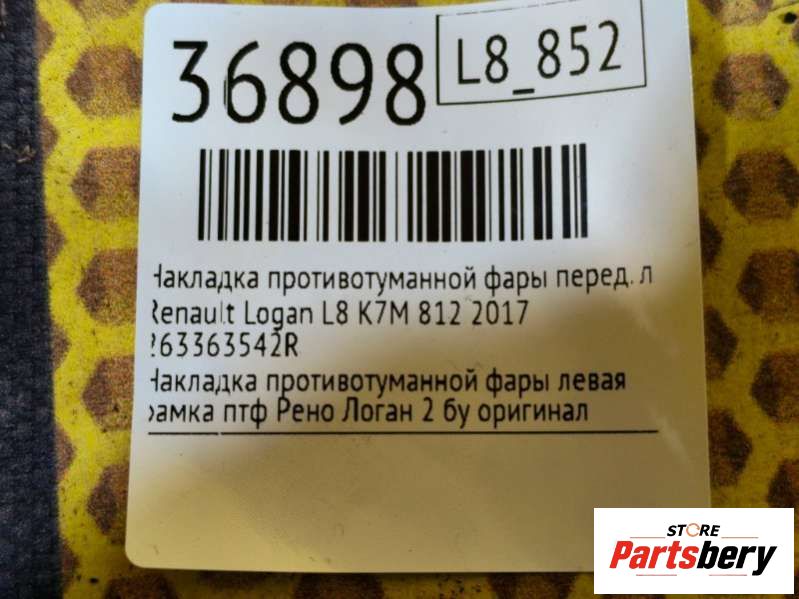 36898
L8_852
Накладка противотуманной фары перед. л
Renault Logan L8 K7M 812 2017
263363542R
Накладка противотуманной фары левая
рамка птф Рено Логан 2 бу оригинал
STORE
Partsbery